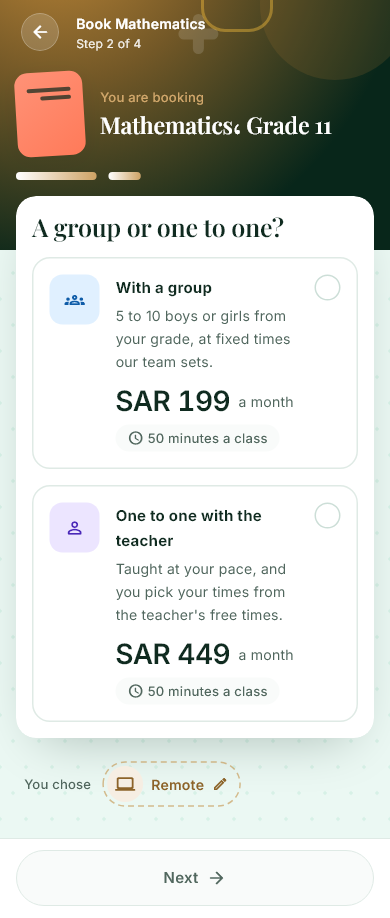 Book Mathematics
Step 2 of 4
You are booking
Mathematics، Grade 11
A group or one to one?
With a group
5 to 10 boys or girls from
your grade, at fixed times
our team sets.
SAR 199 a month
50 minutes a class
One to one with the
teacher
Taught at your pace, and
you pick your times from
the teacher's free times.
SAR 449 a month
50 minutes a class
You chose Remote
Next